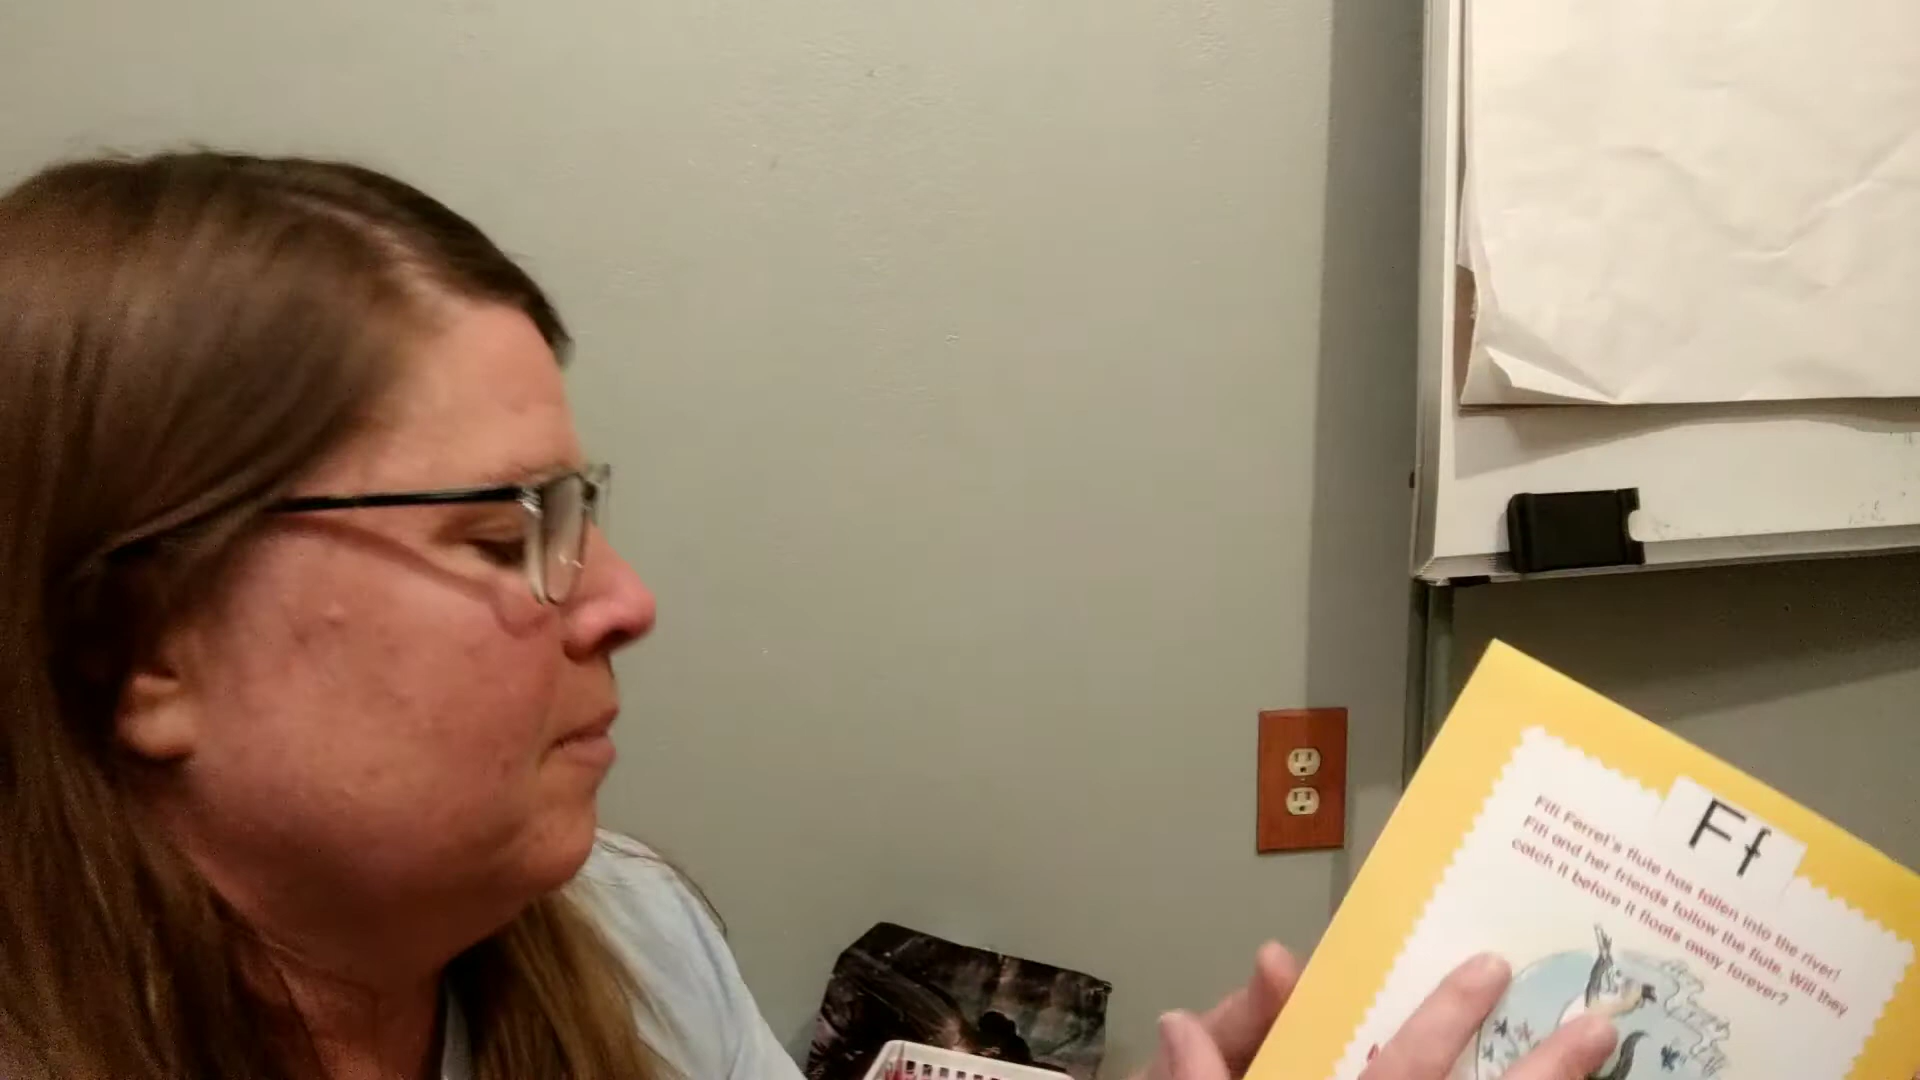 Ff
Fifi Ferret's flute has fallen into the river!
Fifi and her friends follow the flute. Will they
catch it before it floats away forever?